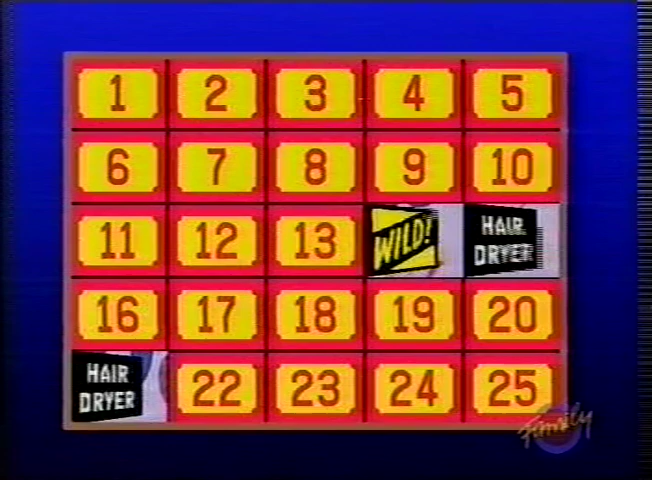 1 2 3 4 5
6 7 8 9 10
11 12 13 WILD! HAIR DRYER
16 17 18 19 20
HAIR DRYER 22 23 24 25
Family